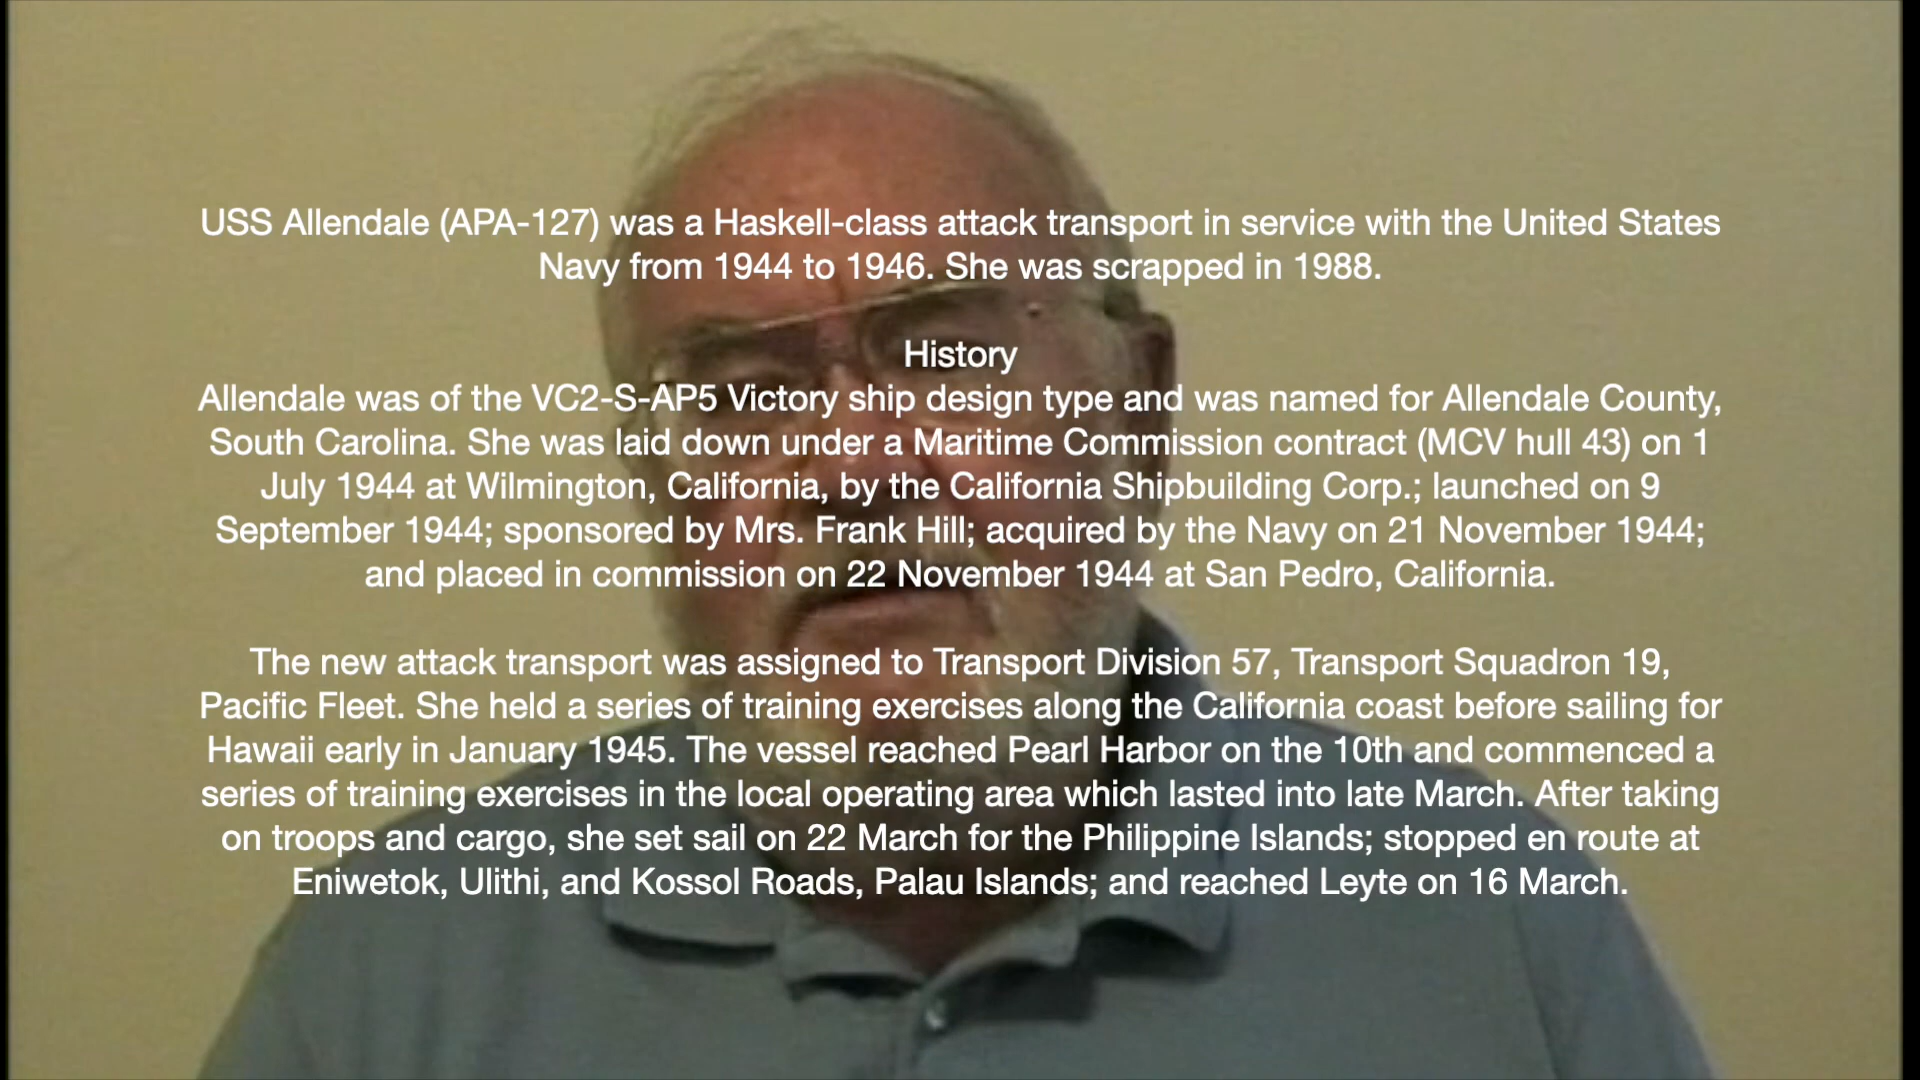 USS Allendale (APA-127) was a Haskell-class attack transport in service with the United States
Navy from 1944 to 1946. She was scrapped in 1988.
History
Allendale was of the VC2-S-AP5 Victory ship design type and was named for Allendale County,
South Carolina. She was laid down under a Maritime Commission contract (MCV hull 43) on 1
July 1944 at Wilmington, California, by the California Shipbuilding Corp.; launched on 9
September 1944; sponsored by Mrs. Frank Hill; acquired by the Navy on 21 November 1944;
and placed in commission on 22 November 1944 at San Pedro, California.
The new attack transport was assigned to Transport Division 57, Transport Squadron 19,
Pacific Fleet. She held a series of training exercises along the California coast before sailing for
Hawaii early in January 1945. The vessel reached Pearl Harbor on the 10th and commenced a
series of training exercises in the local operating area which lasted into late March. After taking
on troops and cargo, she set sail on 22 March for the Philippine Islands; stopped en route at
Eniwetok, Ulithi, and Kossol Roads, Palau Islands; and reached Leyte on 16 March.